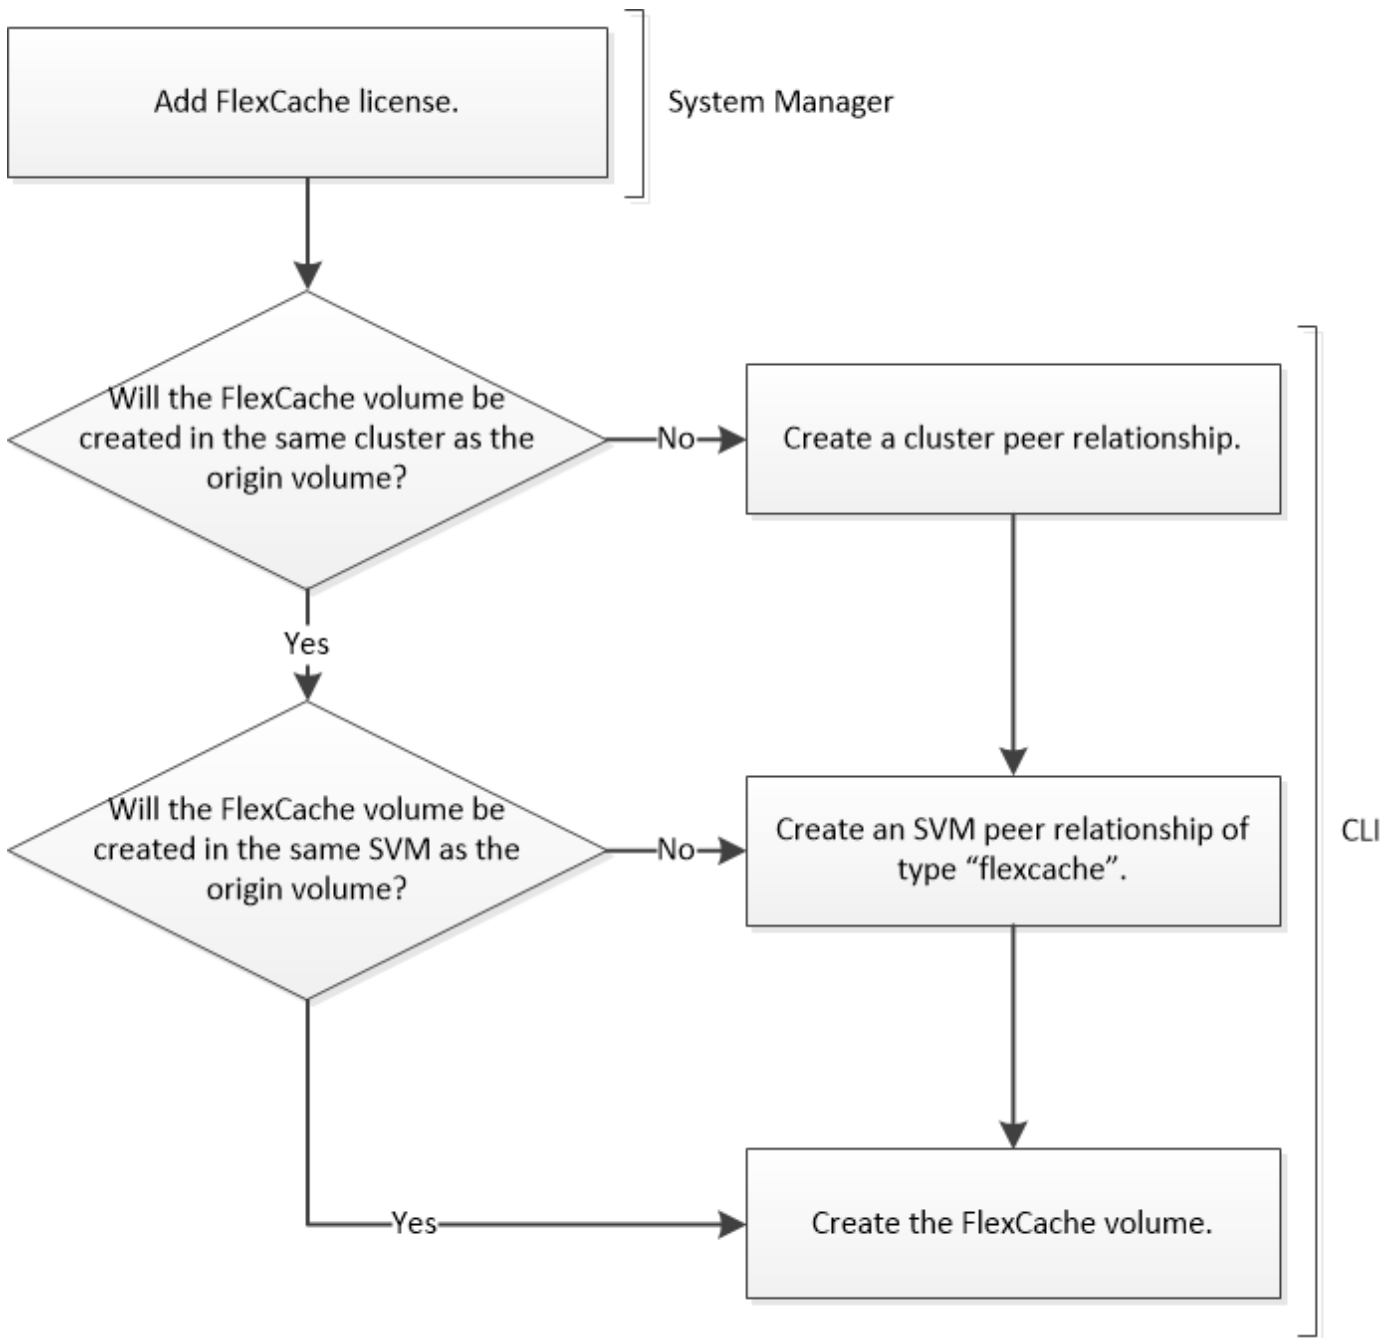 Add FlexCache license.
System Manager
Will the FlexCache volume be
created in the same cluster as the
origin volume?
No
Create a cluster peer relationship.
Yes
Will the FlexCache volume be
created in the same SVM as the
origin volume?
No
Create an SVM peer relationship of
type “flexcache”.
CLI
Yes
Create the FlexCache volume.